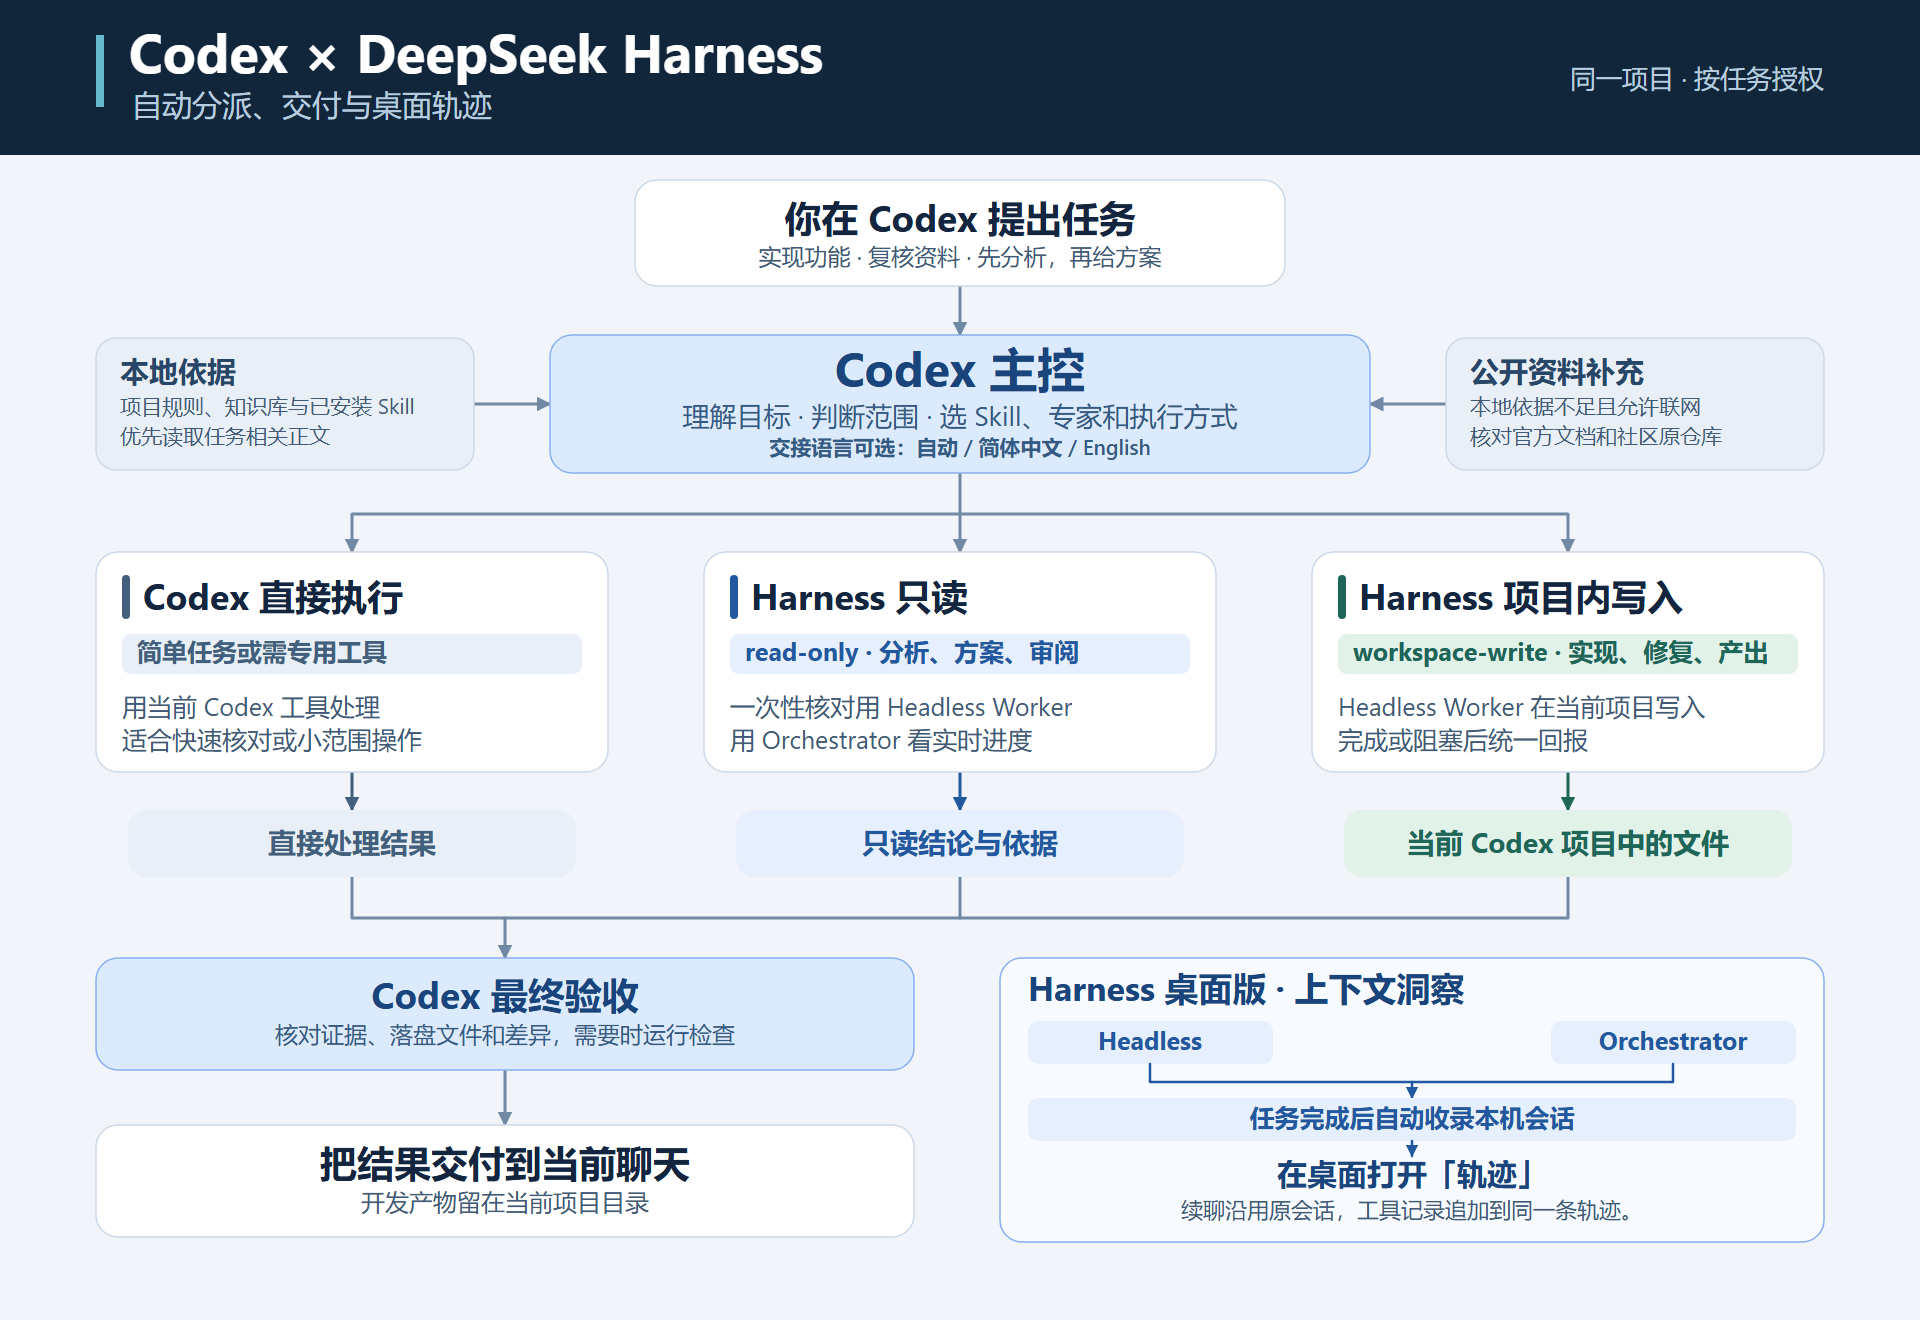 Codex × DeepSeek Harness
自动分派、交付与桌面轨迹
同一项目 · 按任务授权
你在 Codex 提出任务
实现功能 · 复核资料 · 先分析，再给方案
本地依据
项目规则、知识库与已安装 Skill
优先读取任务相关正文
Codex 主控
理解目标 · 判断范围 · 选 Skill、专家和执行方式
交接语言可选：自动 / 简体中文 / English
公开资料补充
本地依据不足且允许联网
核对官方文档和社区原仓库
Codex 直接执行
简单任务或需专用工具
用当前 Codex 工具处理
适合快速核对或小范围操作
Harness 只读
read-only · 分析、方案、审阅
一次性核对用 Headless Worker
用 Orchestrator 看实时进度
Harness 项目内写入
workspace-write · 实现、修复、产出
Headless Worker 在当前项目写入
完成或阻塞后统一回报
直接处理结果
只读结论与依据
当前 Codex 项目中的文件
Codex 最终验收
核对证据、落盘文件和差异，需要时运行检查
把结果交付到当前聊天
开发产物留在当前项目目录
Harness 桌面版 · 上下文洞察
Headless
Orchestrator
任务完成后自动收录本机会话
在桌面打开「轨迹」
续聊沿用原会话，工具记录追加到同一条轨迹。